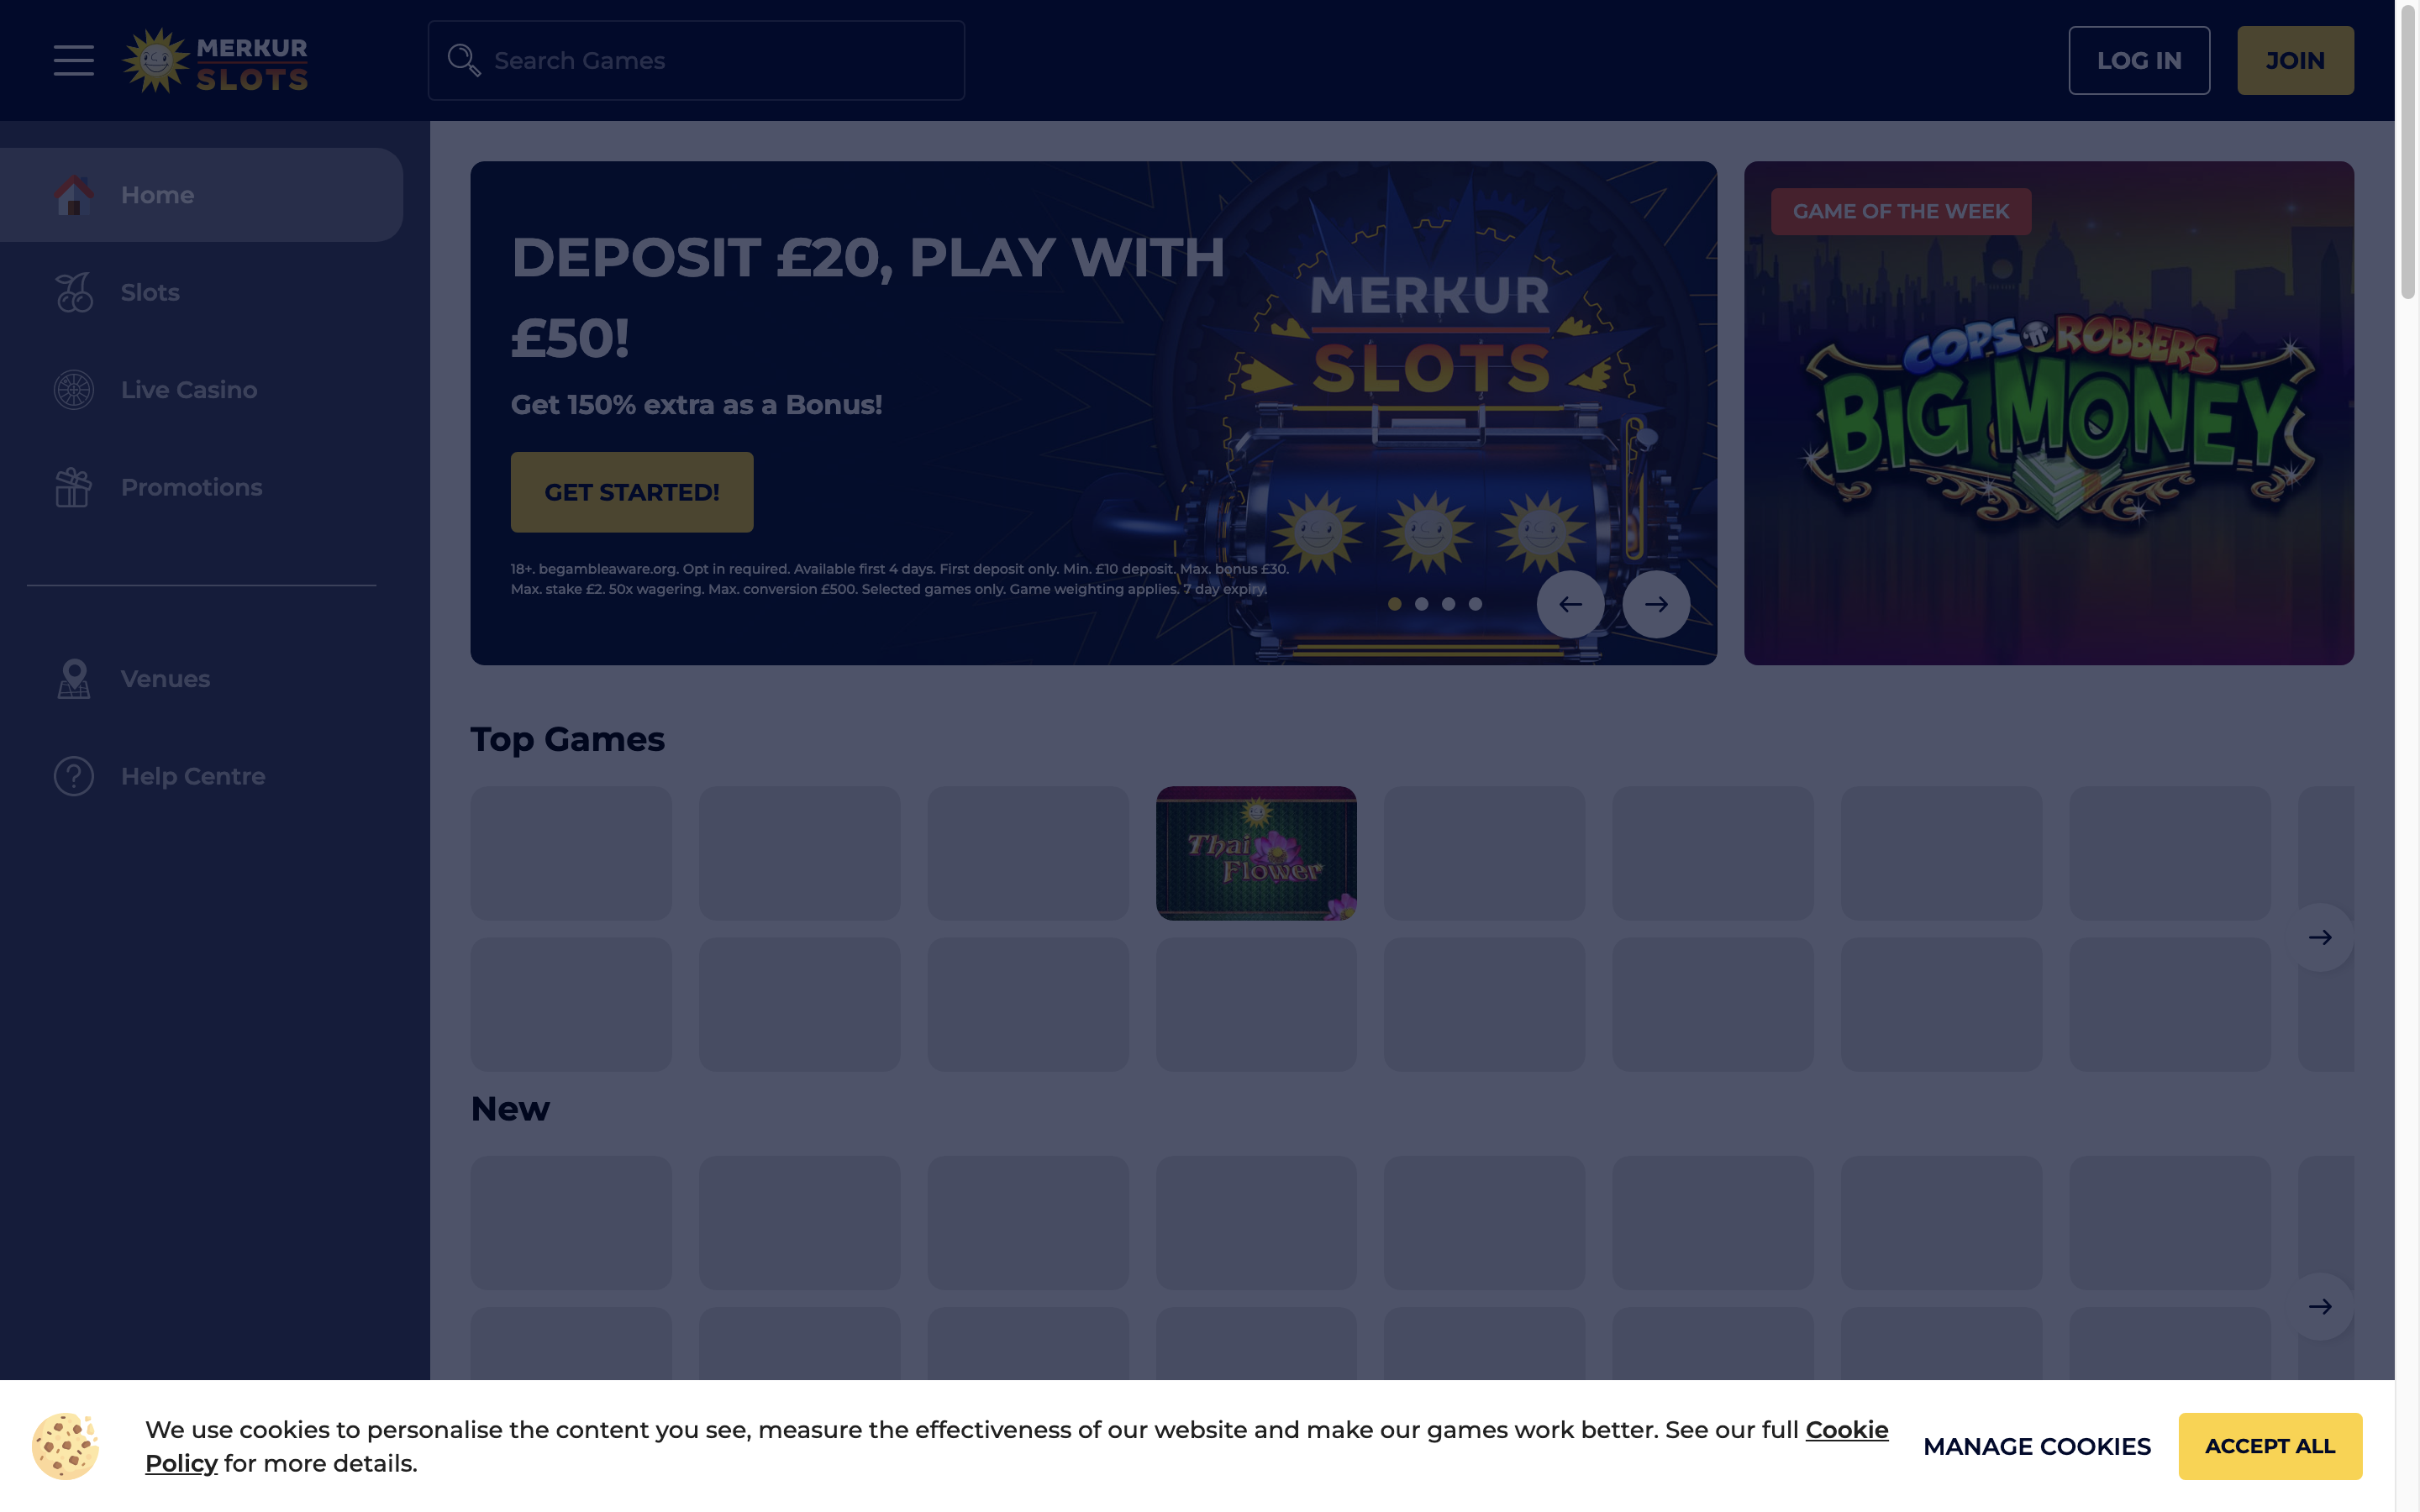 MERKUR
SLOTS
Search Games
LOG IN
JOIN
Home
Slots
Live Casino
Promotions
Venues
Help Centre
DEPOSIT £20, PLAY WITH
£50!
Get 150% extra as a Bonus!
GET STARTED!
18+. begambleaware.org. Opt in required. Available first 4 days. First deposit only. Min. £10 deposit. Max. bonus £30.
Max. stake £2. 50x wagering. Max. conversion £500. Selected games only. Game weighting applies. 7 day expiry.
MERKUR
SLOTS
GAME OF THE WEEK
COPS 'n' ROBBERS
BIG MONEY
Top Games
Thai
Flower
New
We use cookies to personalise the content you see, measure the effectiveness of our website and make our games work better. See our full Cookie
Policy for more details.
MANAGE COOKIES
ACCEPT ALL